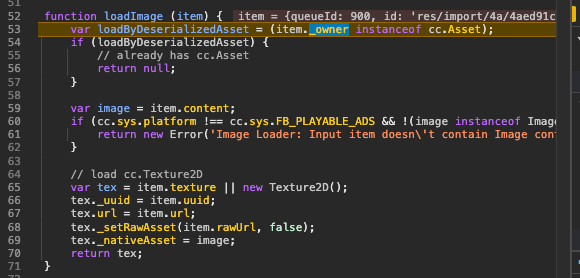 52 function loadImage (item) { item = {queueId: 900, id: 'res/import/4a/4aed91c
53 var loadByDeserializedAsset = (item._owner instanceof cc.Asset);
54 if (loadByDeserializedAsset) {
55 // already has cc.Asset
56 return null;
57 }
58
59 var image = item.content;
60 if (cc.sys.platform !== cc.sys.FB_PLAYABLE_ADS && !(image instanceof Imag
61 return new Error('Image Loader: Input item doesn\'t contain Image con
62 }
63
64 // load cc.Texture2D
65 var tex = item.texture || new Texture2D();
66 tex._uuid = item.uuid;
67 tex.url = item.url;
68 tex._setRawAsset(item.rawUrl, false);
69 tex._nativeAsset = image;
70 return tex;
71 }